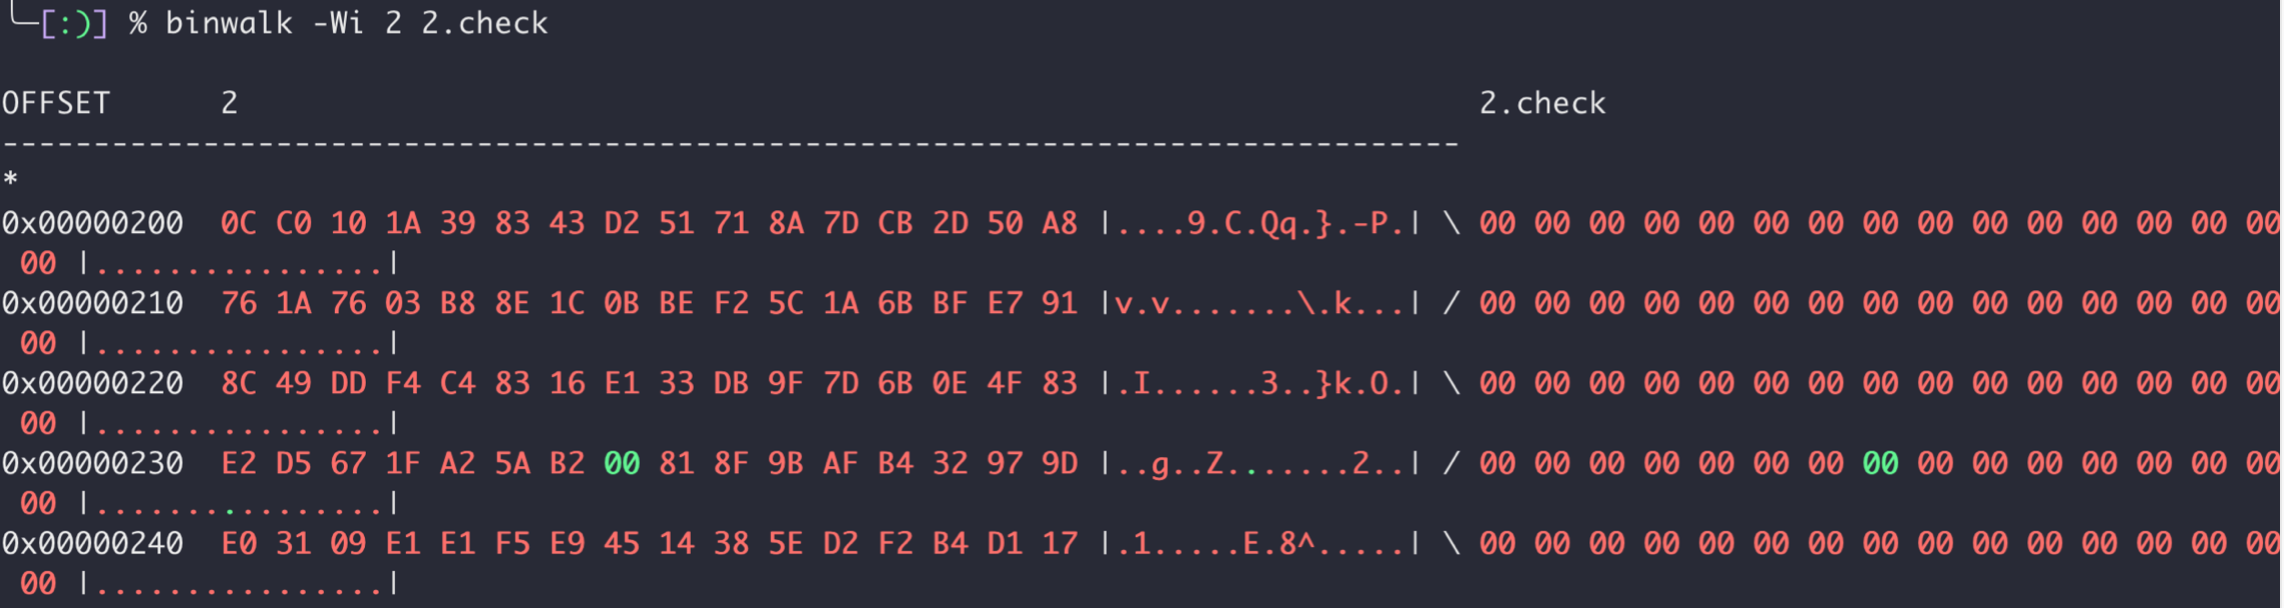 [:)] % binwalk -Wi 2 2.check
OFFSET      2                                                                    2.check
--------------------------------------------------------------------------------
*
0x00000200  0C C0 10 1A 39 83 43 D2 51 71 8A 7D CB 2D 50 A8 |....9.C.Qq.}.-P.| \ 00 00 00 00 00 00 00 00 00 00 00 00 00 00 00
 00 |................|
0x00000210  76 1A 76 03 B8 8E 1C 0B BE F2 5C 1A 6B BF E7 91 |v.v.......\.k...| / 00 00 00 00 00 00 00 00 00 00 00 00 00 00 00
 00 |................|
0x00000220  8C 49 DD F4 C4 83 16 E1 33 DB 9F 7D 6B 0E 4F 83 |.I......3..}k.O.| \ 00 00 00 00 00 00 00 00 00 00 00 00 00 00 00
 00 |................|
0x00000230  E2 D5 67 1F A2 5A B2 00 81 8F 9B AF B4 32 97 9D |..g..Z.......2..| / 00 00 00 00 00 00 00 00 00 00 00 00 00 00 00
 00 |................|
0x00000240  E0 31 09 E1 E1 F5 E9 45 14 38 5E D2 F2 B4 D1 17 |.1.....E.8^.....| \ 00 00 00 00 00 00 00 00 00 00 00 00 00 00 00
 00 |................|